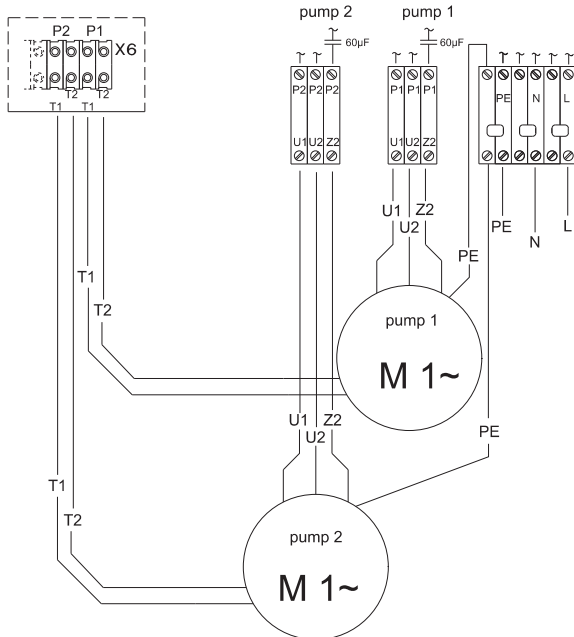 pump 2 pump 1
P2 P1
X6
60µF 60µF
P2 P2 P2 P1 P1 P1 PE N L
T2 T2
T1 T1
U1 U2 Z2 U1 U2 Z2
U1 Z2
U2
PE
N
L
PE
T1
T2
pump 1
M 1~
U1 Z2
U2
PE
T1
T2
pump 2
M 1~